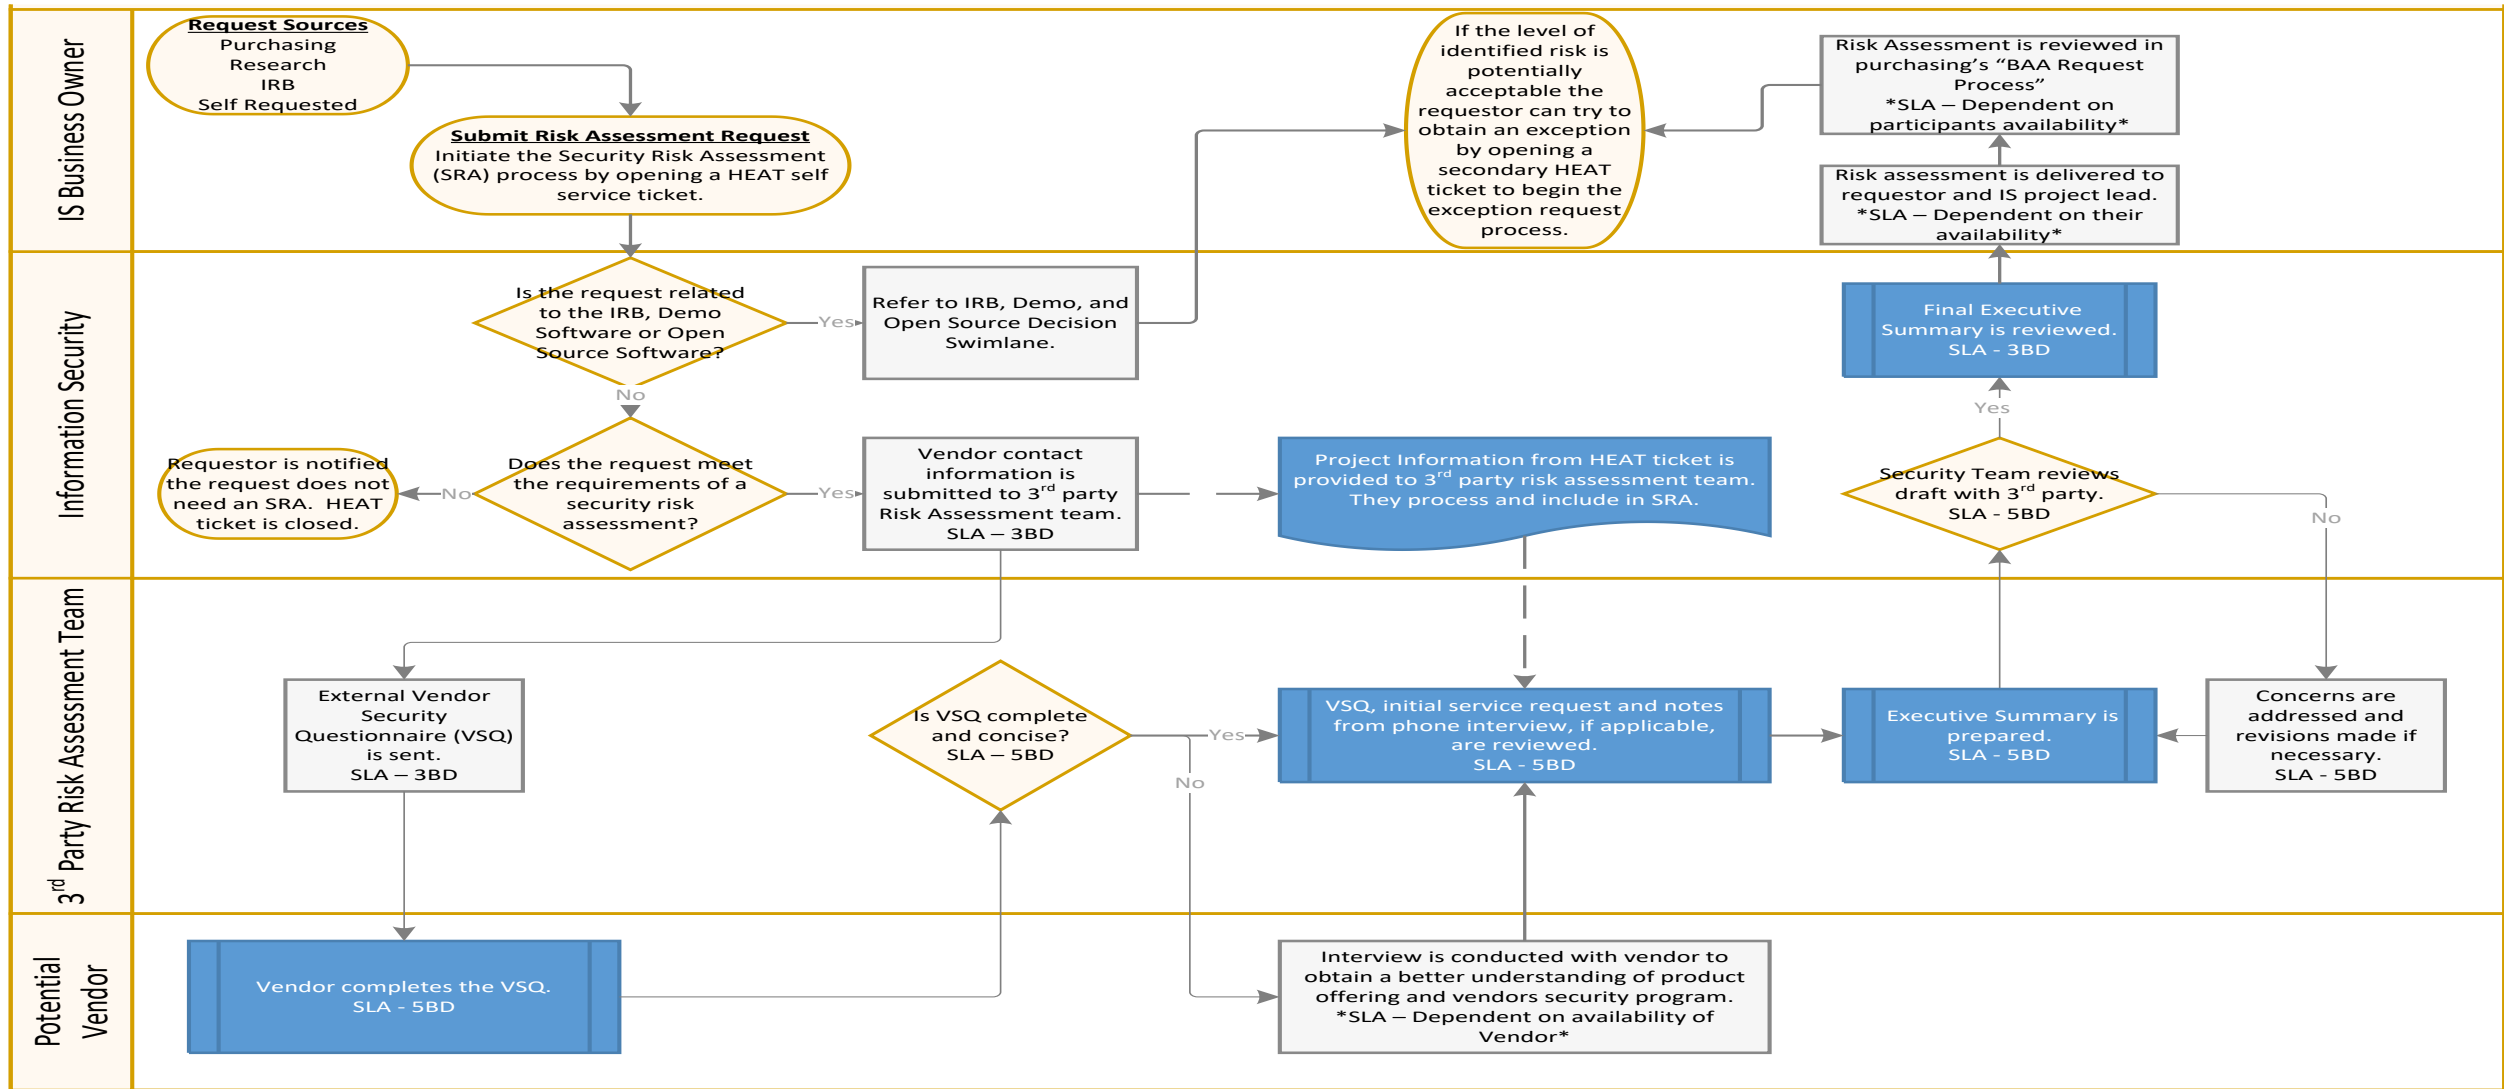 IS Business Owner
Request Sources
Purchasing
Research
IRB
Self Requested
Submit Risk Assessment Request
Initiate the Security Risk Assessment
(SRA) process by opening a HEAT self
service ticket.
If the level of
identified risk is
potentially
acceptable the
requestor can try to
obtain an exception
by opening a
secondary HEAT
ticket to begin the
exception request
process.
Risk Assessment is reviewed in
purchasing's “BAA Request
Process”
*SLA – Dependent on
participants availability*
Risk assessment is delivered to
requestor and IS project lead.
*SLA – Dependent on their
availability*
Information Security
Is the request related
to the IRB, Demo
Software or Open
Source Software?
Yes
Refer to IRB, Demo, and
Open Source Decision
Swimlane.
No
Requestor is notified
the request does not
need an SRA.  HEAT
ticket is closed.
No
Does the request meet
the requirements of a
security risk
assessment?
Yes
Vendor contact
information is
submitted to 3rd party
Risk Assessment team.
SLA – 3BD
Project Information from HEAT ticket is
provided to 3rd party risk assessment team.
They process and include in SRA.
Final Executive
Summary is reviewed.
SLA - 3BD
Yes
Security Team reviews
draft with 3rd party.
SLA - 5BD
No
3rd Party Risk Assessment Team
External Vendor
Security
Questionnaire (VSQ)
is sent.
SLA – 3BD
Is VSQ complete
and concise?
SLA – 5BD
Yes
No
VSQ, initial service request and notes
from phone interview, if applicable,
are reviewed.
SLA - 5BD
Executive Summary is
prepared.
SLA - 5BD
Concerns are
addressed and
revisions made if
necessary.
SLA - 5BD
Potential
Vendor
Vendor completes the VSQ.
SLA - 5BD
Interview is conducted with vendor to
obtain a better understanding of product
offering and vendors security program.
*SLA – Dependent on availability of
Vendor*